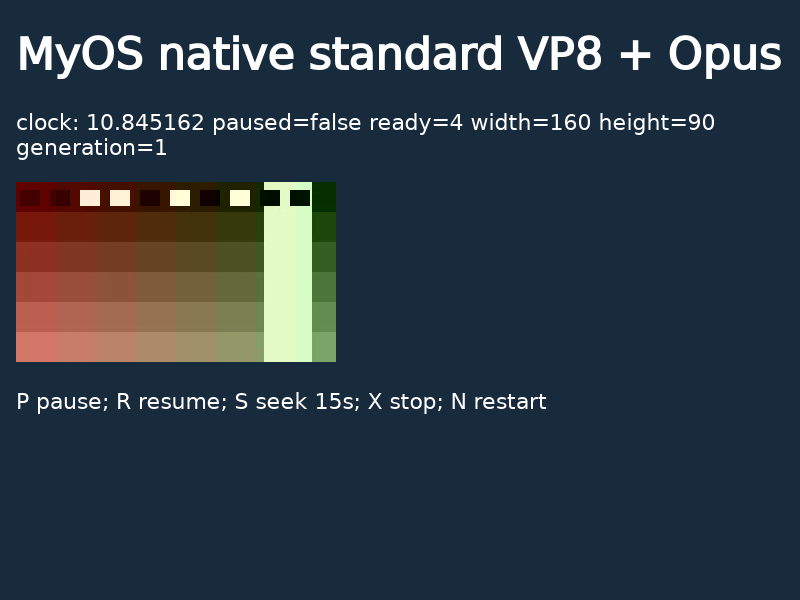 MyOS native standard VP8 + Opus
clock: 10.845162 paused=false ready=4 width=160 height=90
generation=1
P pause; R resume; S seek 15s; X stop; N restart